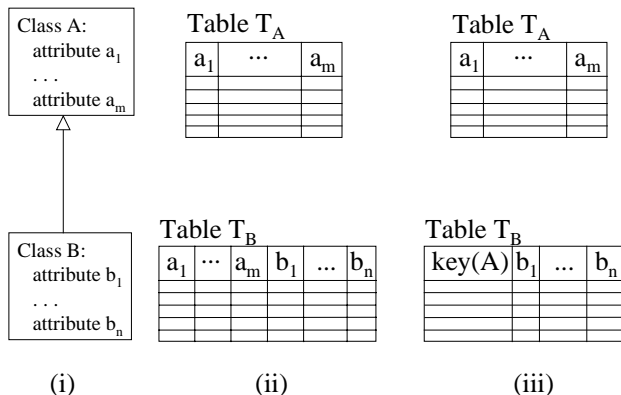 Class A:
attribute a1
. . .
attribute am
Class B:
attribute b1
. . .
attribute bn
(i)
Table TA
a1 ... am
Table TB
a1 ... am b1 ... bn
(ii)
Table TA
a1 ... am
Table TB
key(A) b1 ... bn
(iii)